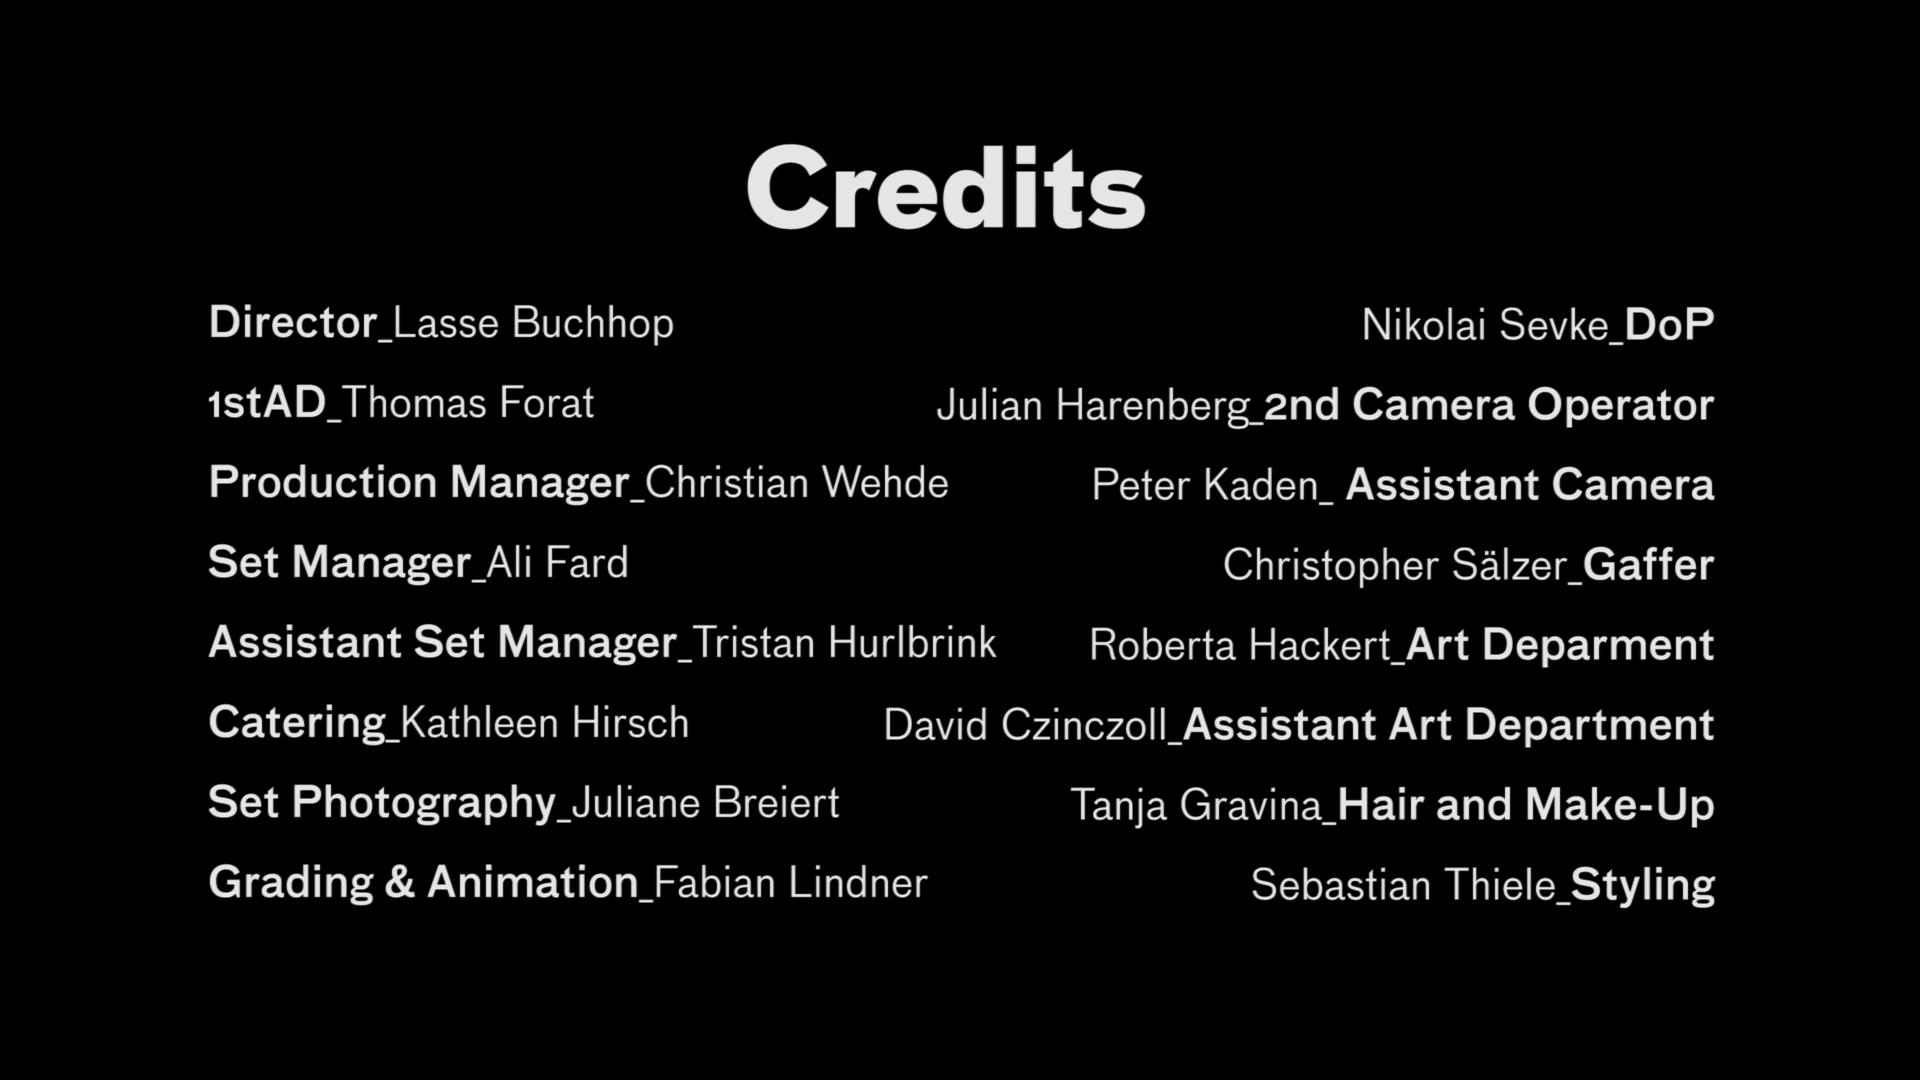 Credits
Director_Lasse Buchhop
Nikolai Sevke_DoP
1stAD_Thomas Forat
Julian Harenberg_2nd Camera Operator
Production Manager_Christian Wehde
Peter Kaden_ Assistant Camera
Set Manager_Ali Fard
Christopher Sälzer_Gaffer
Assistant Set Manager_Tristan Hurlbrink
Roberta Hackert_Art Deparment
Catering_Kathleen Hirsch
David Czinczoll_Assistant Art Department
Set Photography_Juliane Breiert
Tanja Gravina_Hair and Make-Up
Grading & Animation_Fabian Lindner
Sebastian Thiele_Styling